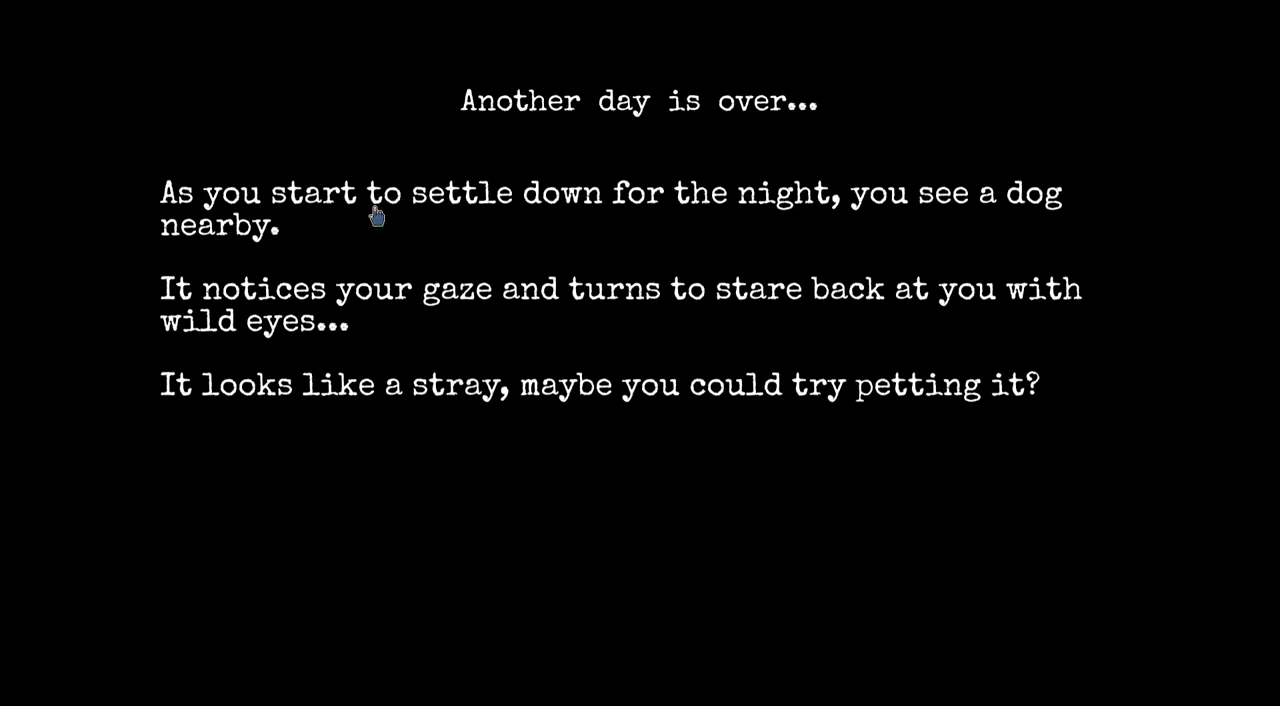 Another day is over...
As you start to settle down for the night, you see a dog
nearby.
It notices your gaze and turns to stare back at you with
wild eyes...
It looks like a stray, maybe you could try petting it?